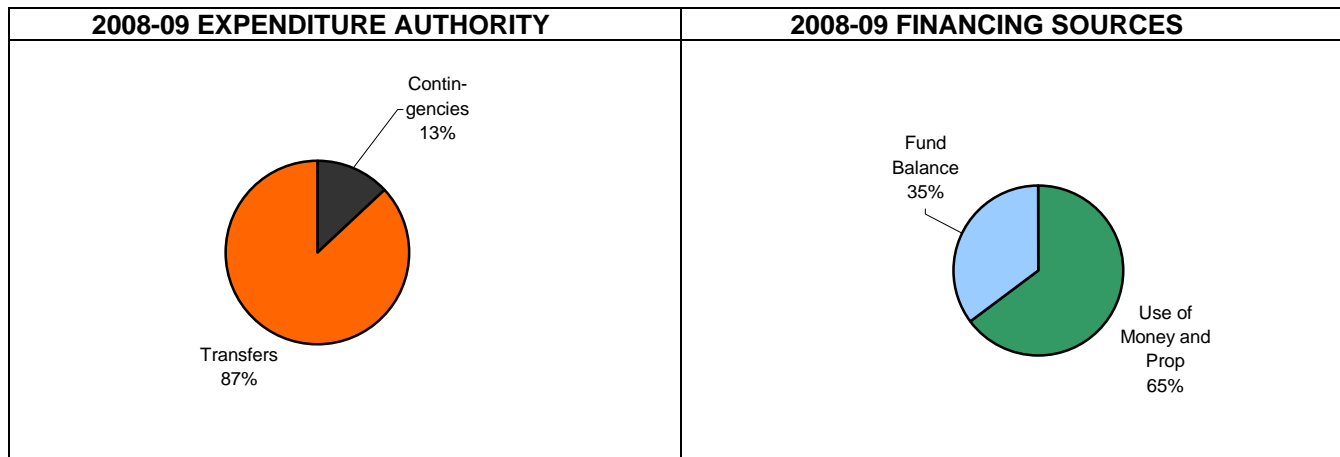 2008-09 EXPENDITURE AUTHORITY
2008-09 FINANCING SOURCES
Contin-
gencies
13%
Transfers
87%
Fund
Balance
35%
Use of
Money and
Prop
65%